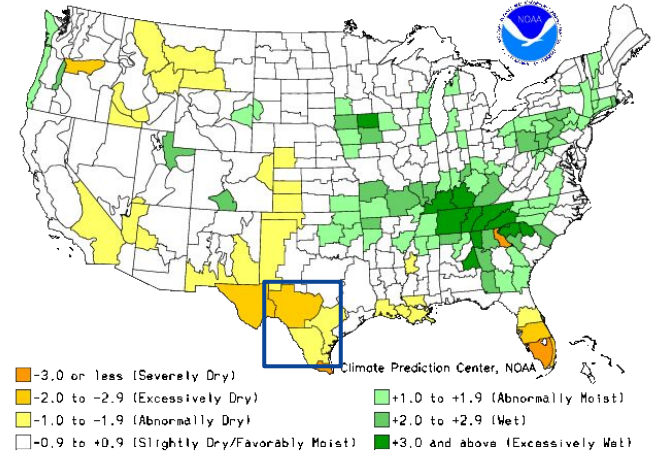 NOAA
Climate Prediction Center, NOAA
-3.0 or less (Severely Dry)
-2.0 to -2.9 (Excessively Dry)
-1.0 to -1.9 (Abnormally Dry)
-0.9 to +0.9 (Slightly Dry/Favorably Moist)
+1.0 to +1.9 (Abnormally Moist)
+2.0 to +2.9 (Wet)
+3.0 and above (Excessively Wet)